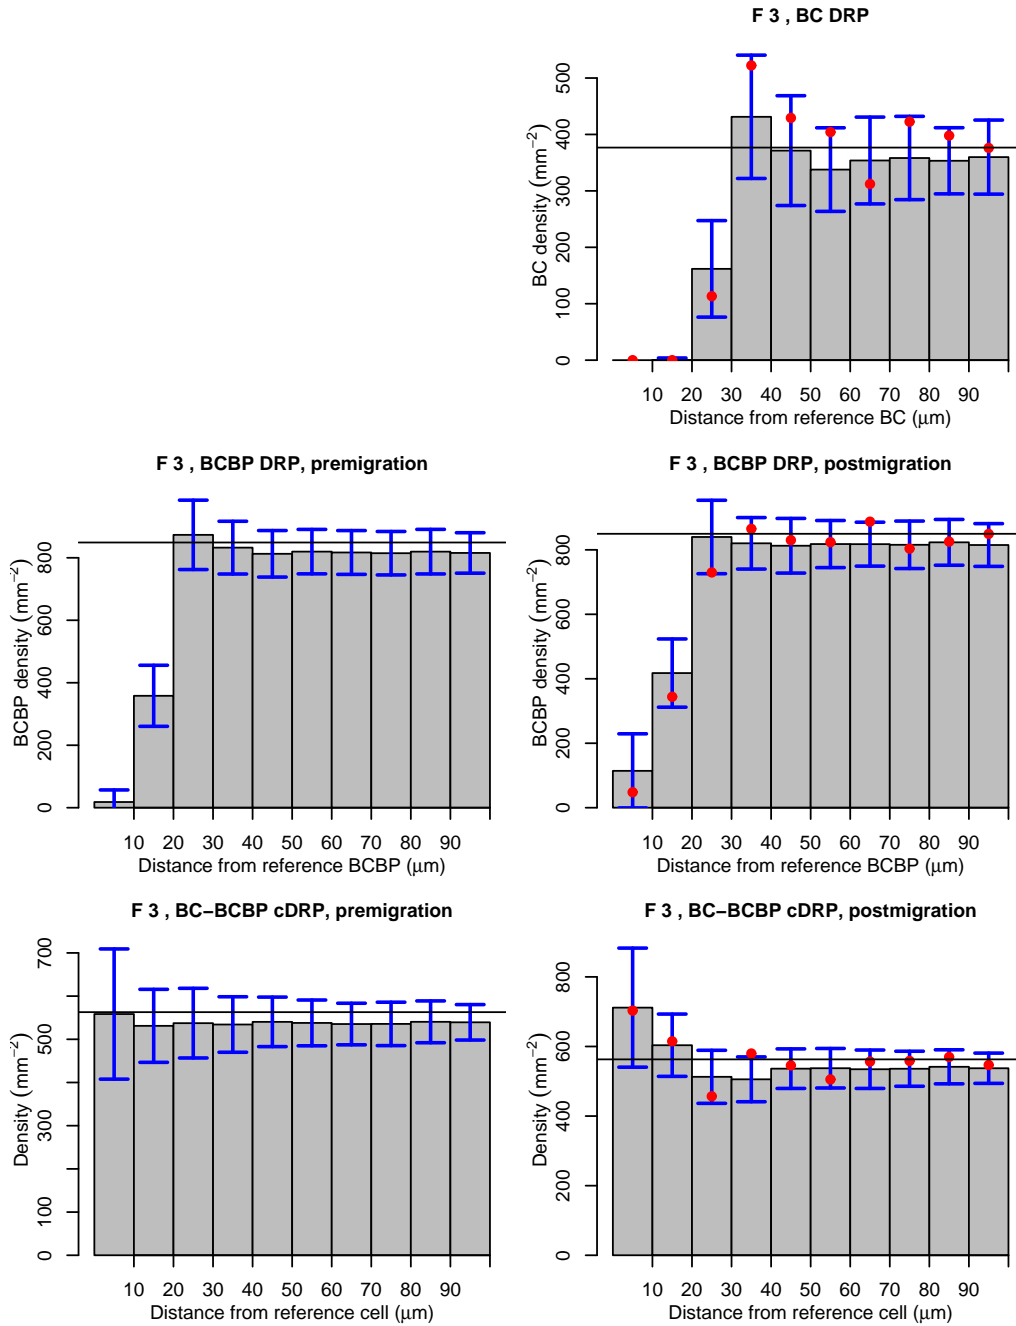 F 3 , BC DRP
BC density (mm−2)
0 100 200 300 400 500
10 20 30 40 50 60 70 80 90
Distance from reference BC (μm)
F 3 , BCBP DRP, premigration
BCBP density (mm−2)
0 200 400 600 800
10 20 30 40 50 60 70 80 90
Distance from reference BCBP (μm)
F 3 , BCBP DRP, postmigration
BCBP density (mm−2)
0 200 400 600 800
10 20 30 40 50 60 70 80 90
Distance from reference BCBP (μm)
F 3 , BC−BCBP cDRP, premigration
Density (mm−2)
0 100 300 500 700
10 20 30 40 50 60 70 80 90
Distance from reference cell (μm)
F 3 , BC−BCBP cDRP, postmigration
Density (mm−2)
0 200 400 600 800
10 20 30 40 50 60 70 80 90
Distance from reference cell (μm)